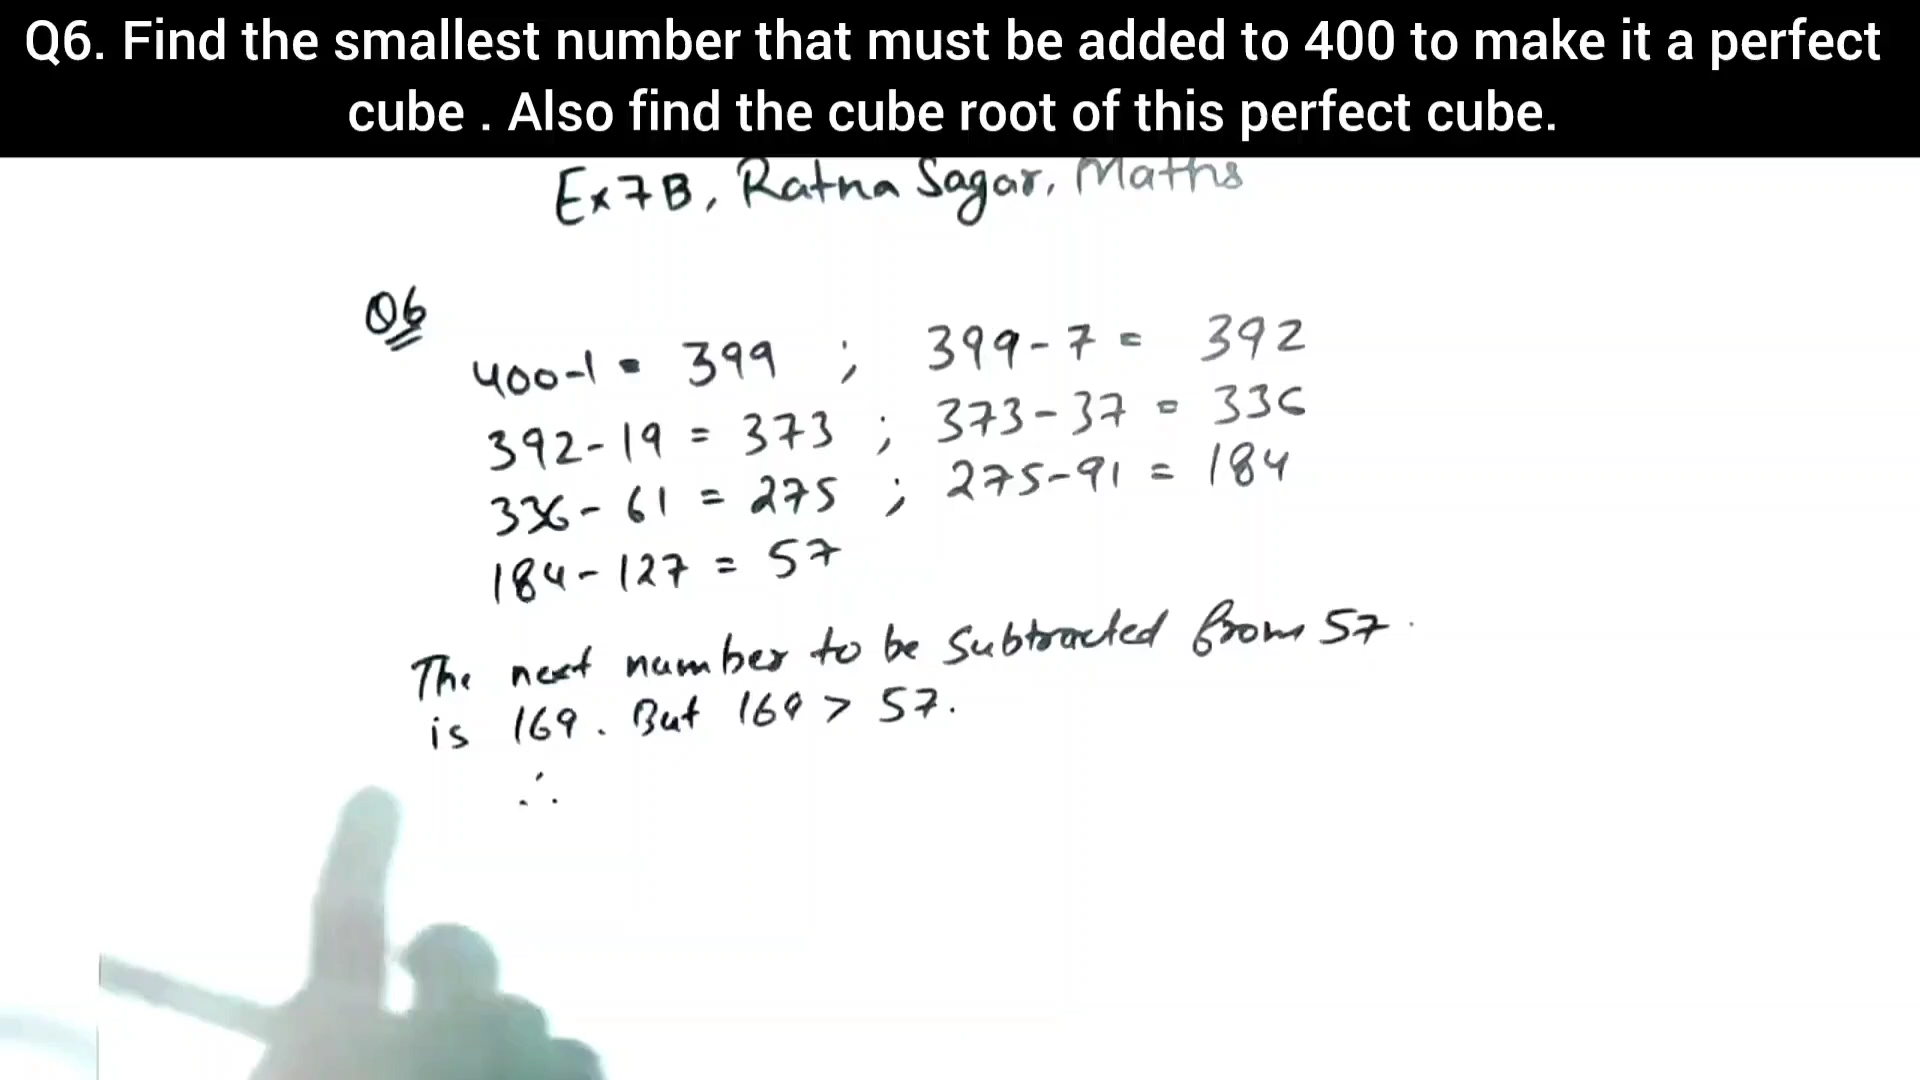 Q6. Find the smallest number that must be added to 400 to make it a perfect
cube . Also find the cube root of this perfect cube.
Ex 7B, Ratna Sagar, Maths
Q6
400-1 = 399 ; 399-7 = 392
392-19 = 373 ; 373-37 = 336
336-61 = 275 ; 275-91 = 184
184-127 = 57
The next number to be subtracted from 57
is 169. But 169 > 57.
∴